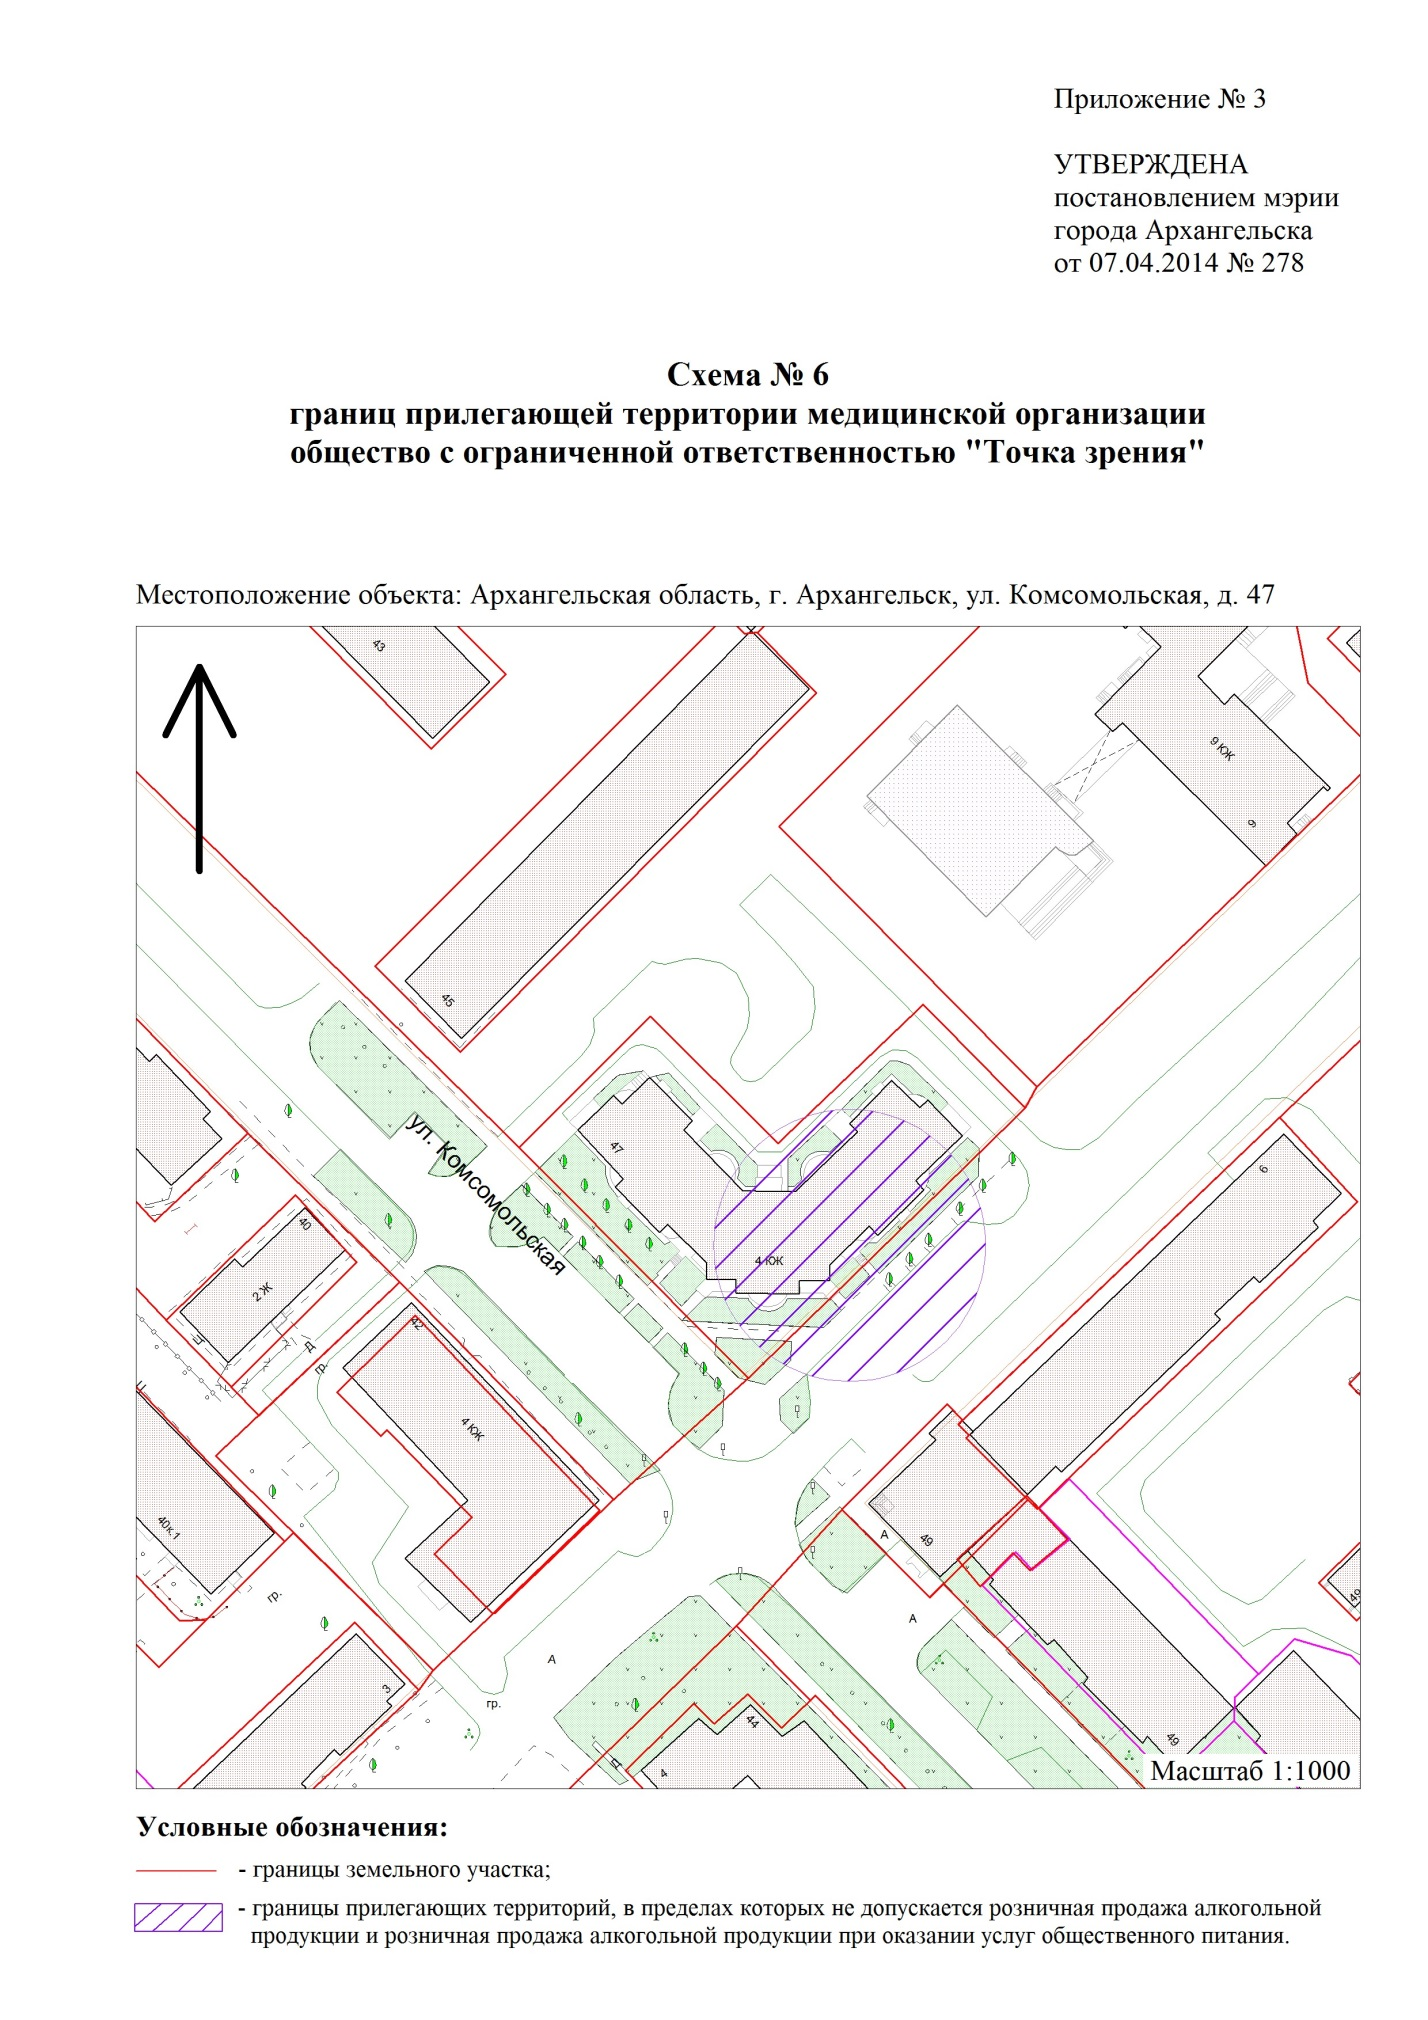 Приложение № 3
УТВЕРЖДЕНА
постановлением мэрии
города Архангельска
от 07.04.2014 № 278
Схема № 6
границ прилегающей территории медицинской организации
общество с ограниченной ответственностью "Точка зрения"
Местоположение объекта: Архангельская область, г. Архангельск, ул. Комсомольская, д. 47
43
9 КЖ
9
45
47
ул. Комсомольская
4 КЖ
6
40
2 Ж
Ц
Д
гр.
42
4 КЖ
40к.1
гр.
49
А
А
А
49
3
гр.
44
4
Д
49
Масштаб 1:1000
Условные обозначения:
- границы земельного участка;
- границы прилегающих территорий, в пределах которых не допускается розничная продажа алкогольной
продукции и розничная продажа алкогольной продукции при оказании услуг общественного питания.